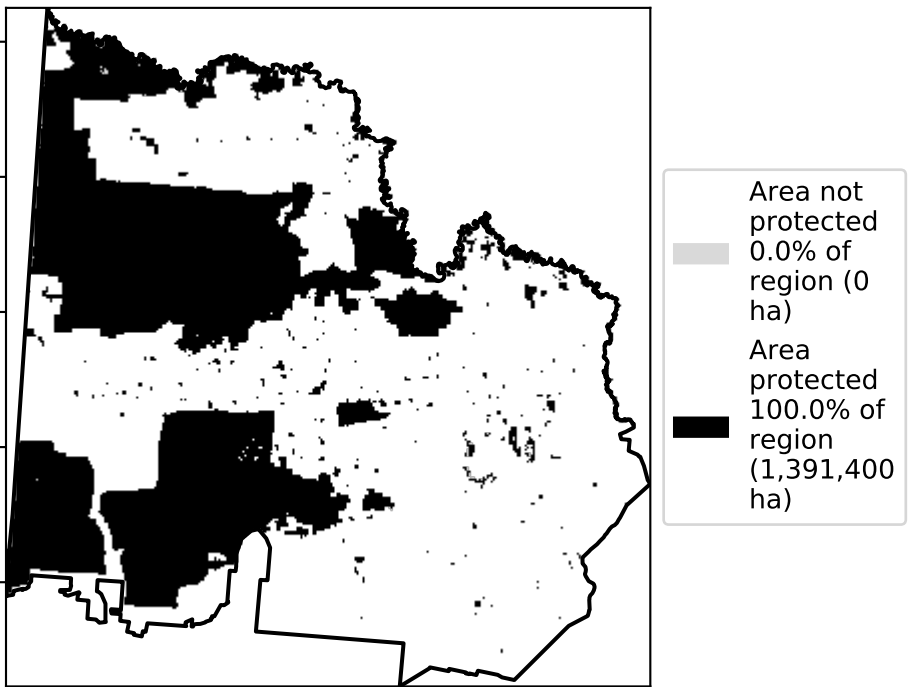 Area not
protected
0.0% of
region (0
ha)
Area
protected
100.0% of
region
(1,391,400
ha)